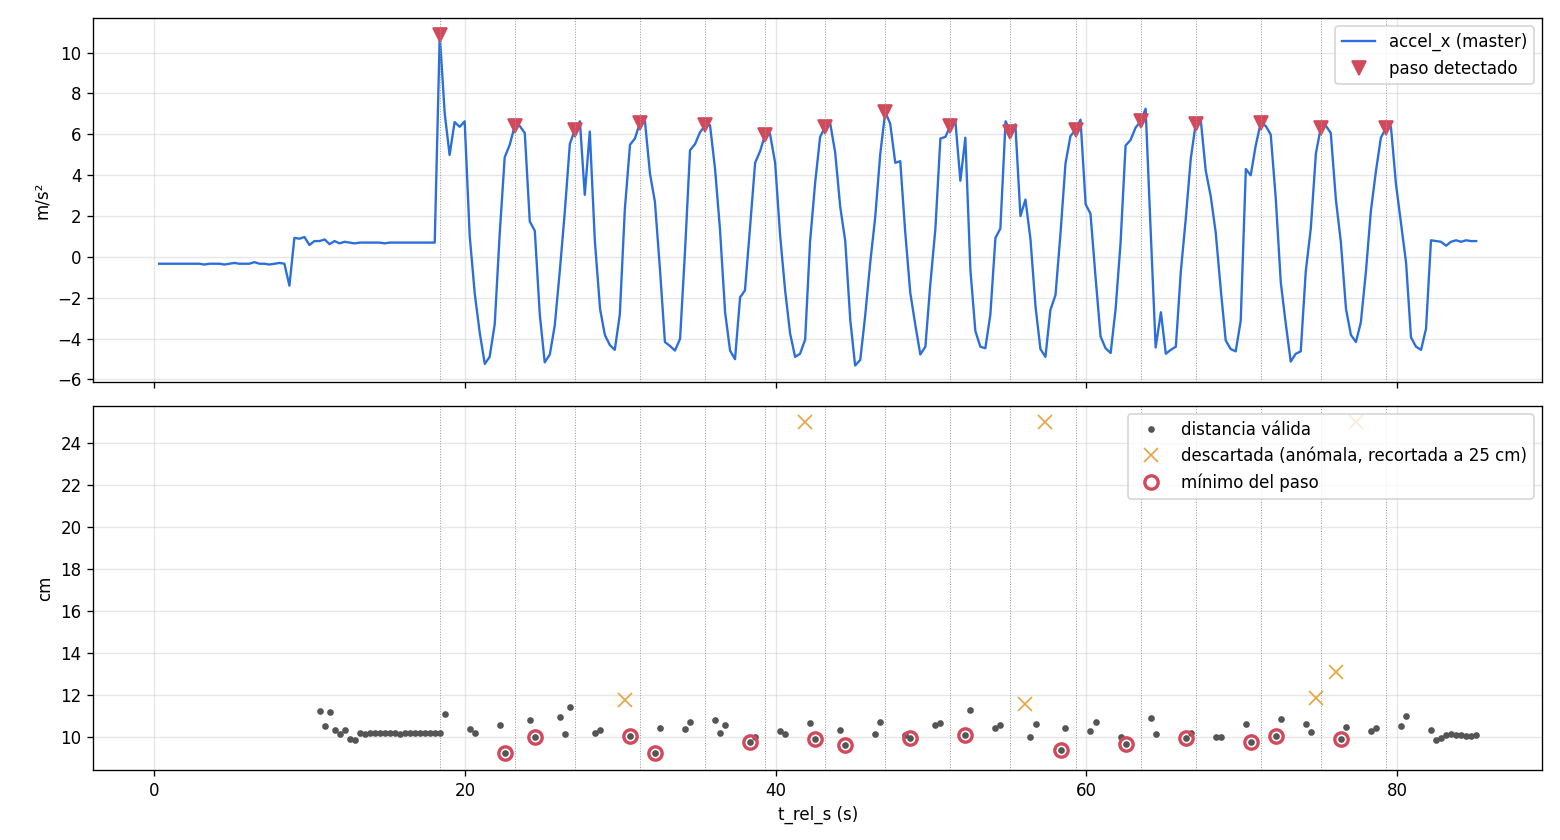 10
8
6
4
2
0
−2
−4
−6
m/s²
accel_x (master)
paso detectado
24
22
20
18
16
14
12
10
cm
distancia válida
descartada (anómala, recortada a 25 cm)
mínimo del paso
0 20 40 60 80
t_rel_s (s)